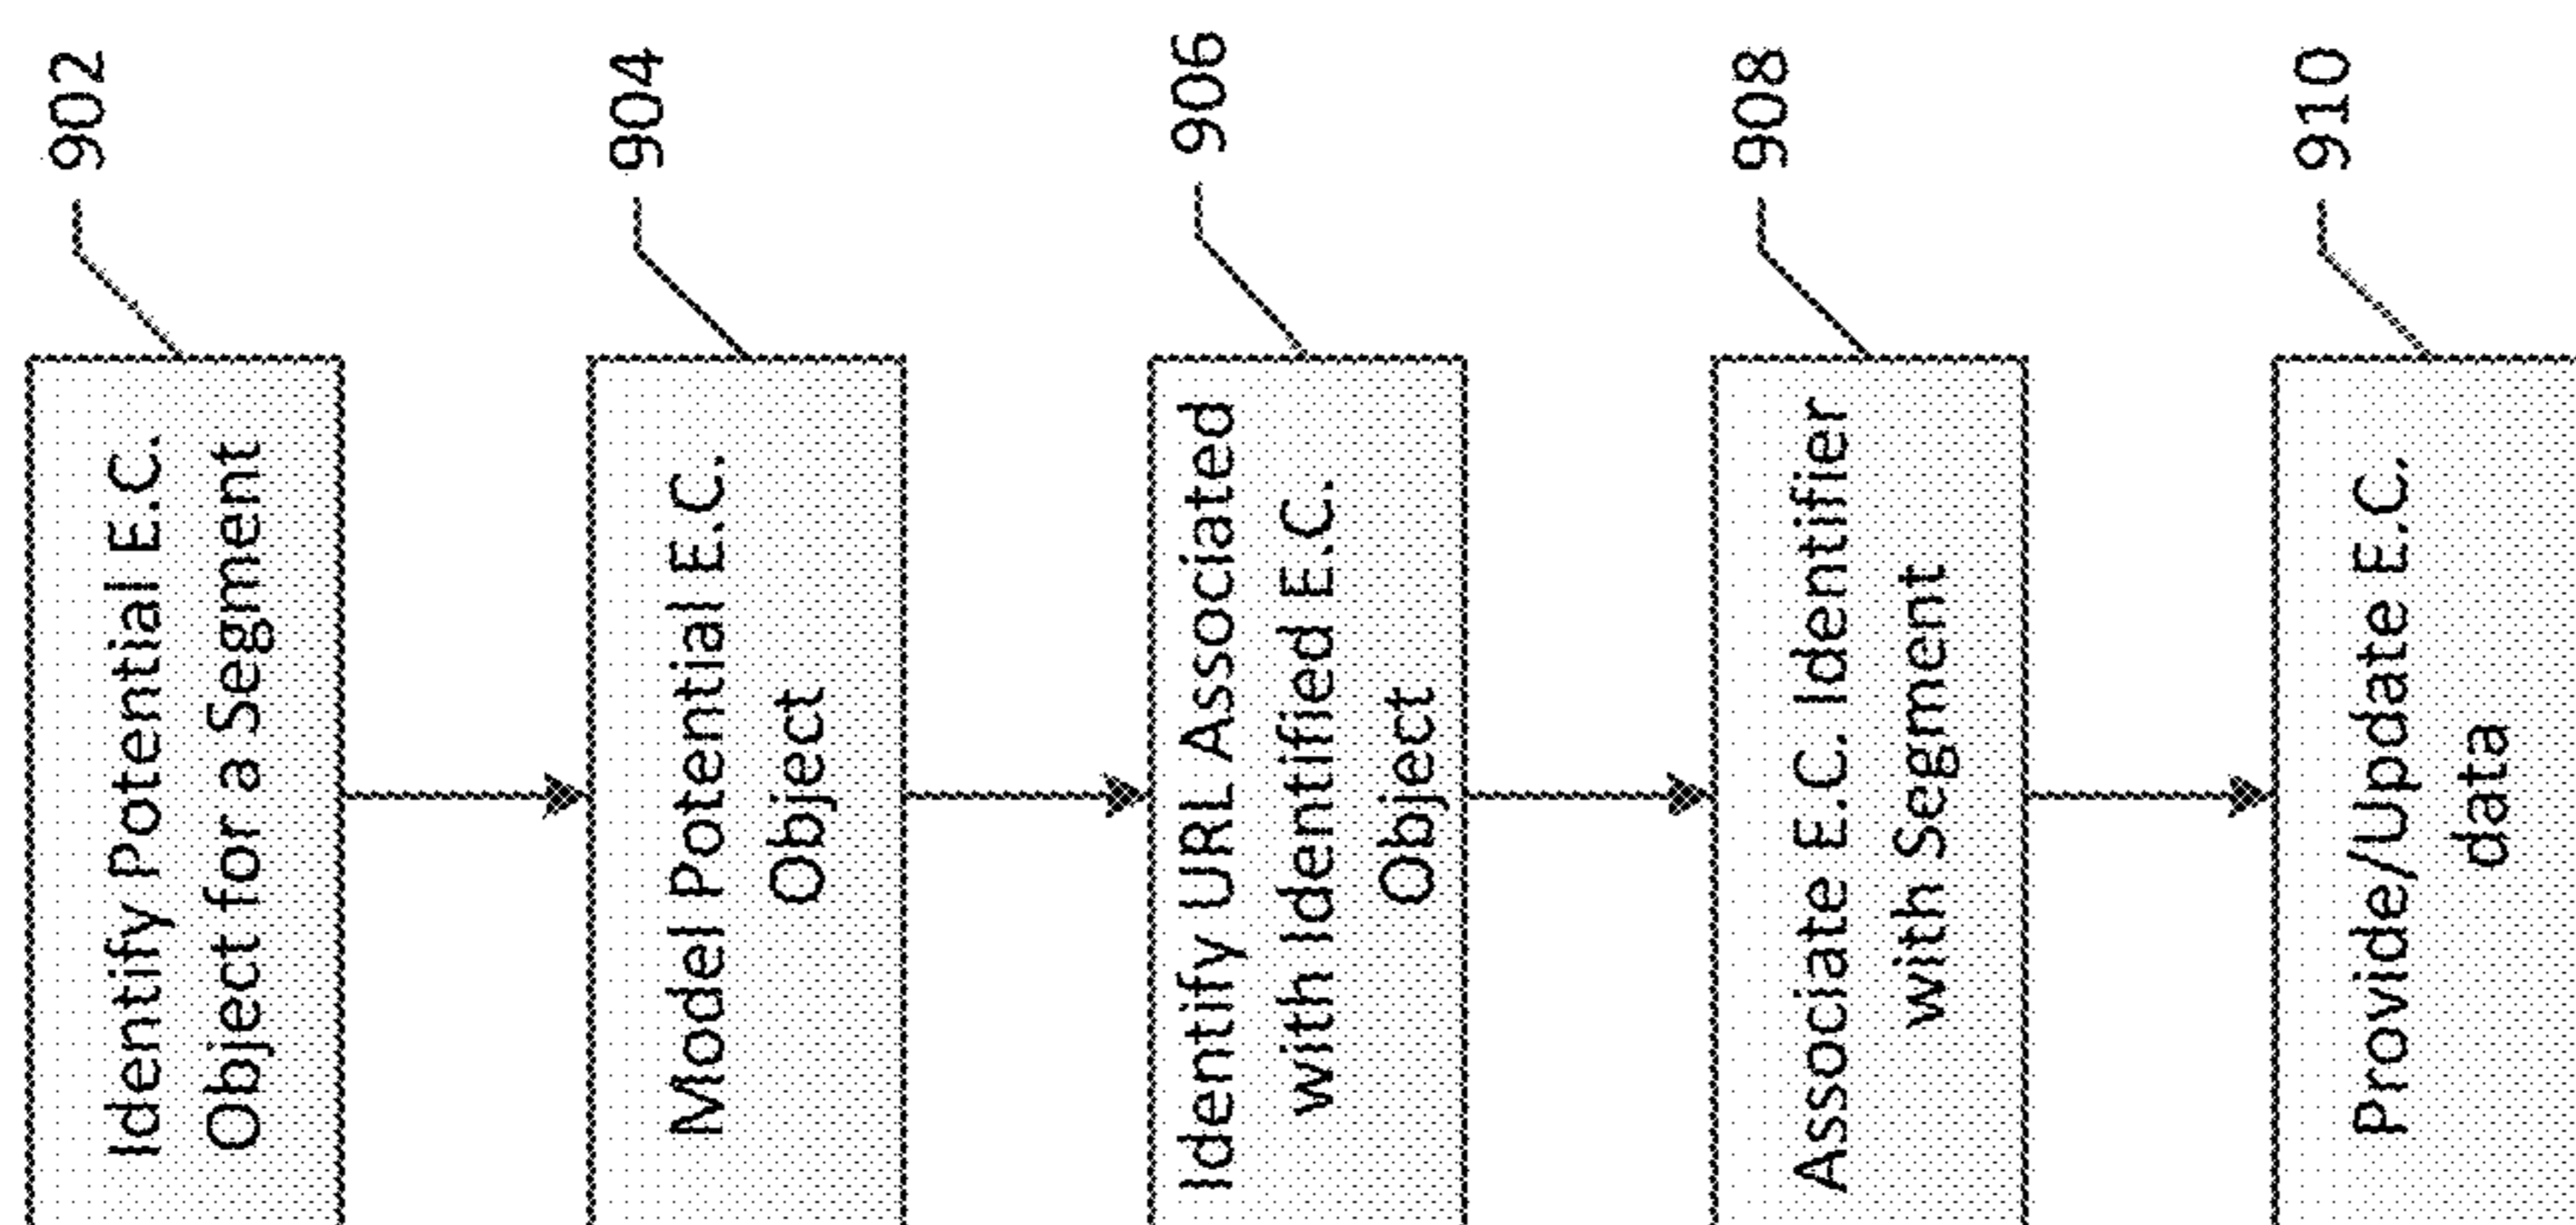 902
Identify Potential E.C.
Object for a Segment
904
Model Potential E.C.
Object
906
Identify URL Associated
with Identified E.C.
Object
908
Associate E.C. Identifier
with Segment
910
Provide/Update E.C.
data